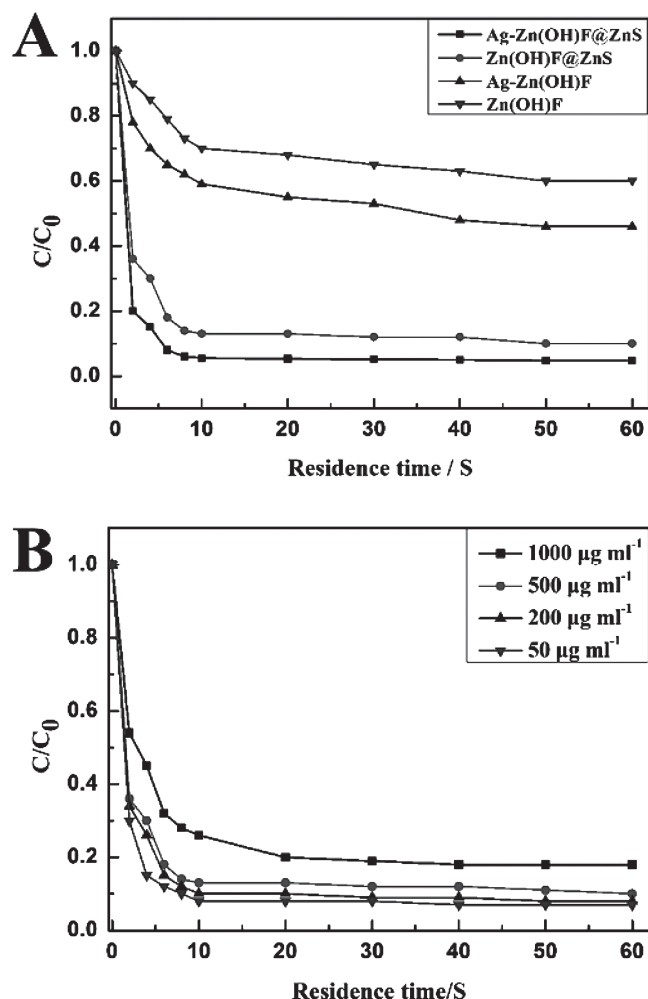 A
Ag-Zn(OH)F@ZnS
Zn(OH)F@ZnS
Ag-Zn(OH)F
Zn(OH)F
1.0
0.8
0.6
0.4
0.2
0.0
C/C₀
0 10 20 30 40 50 60
Residence time / S
B
1000 µg ml⁻¹
500 µg ml⁻¹
200 µg ml⁻¹
50 µg ml⁻¹
1.0
0.8
0.6
0.4
0.2
0.0
C/C₀
0 10 20 30 40 50 60
Residence time/S